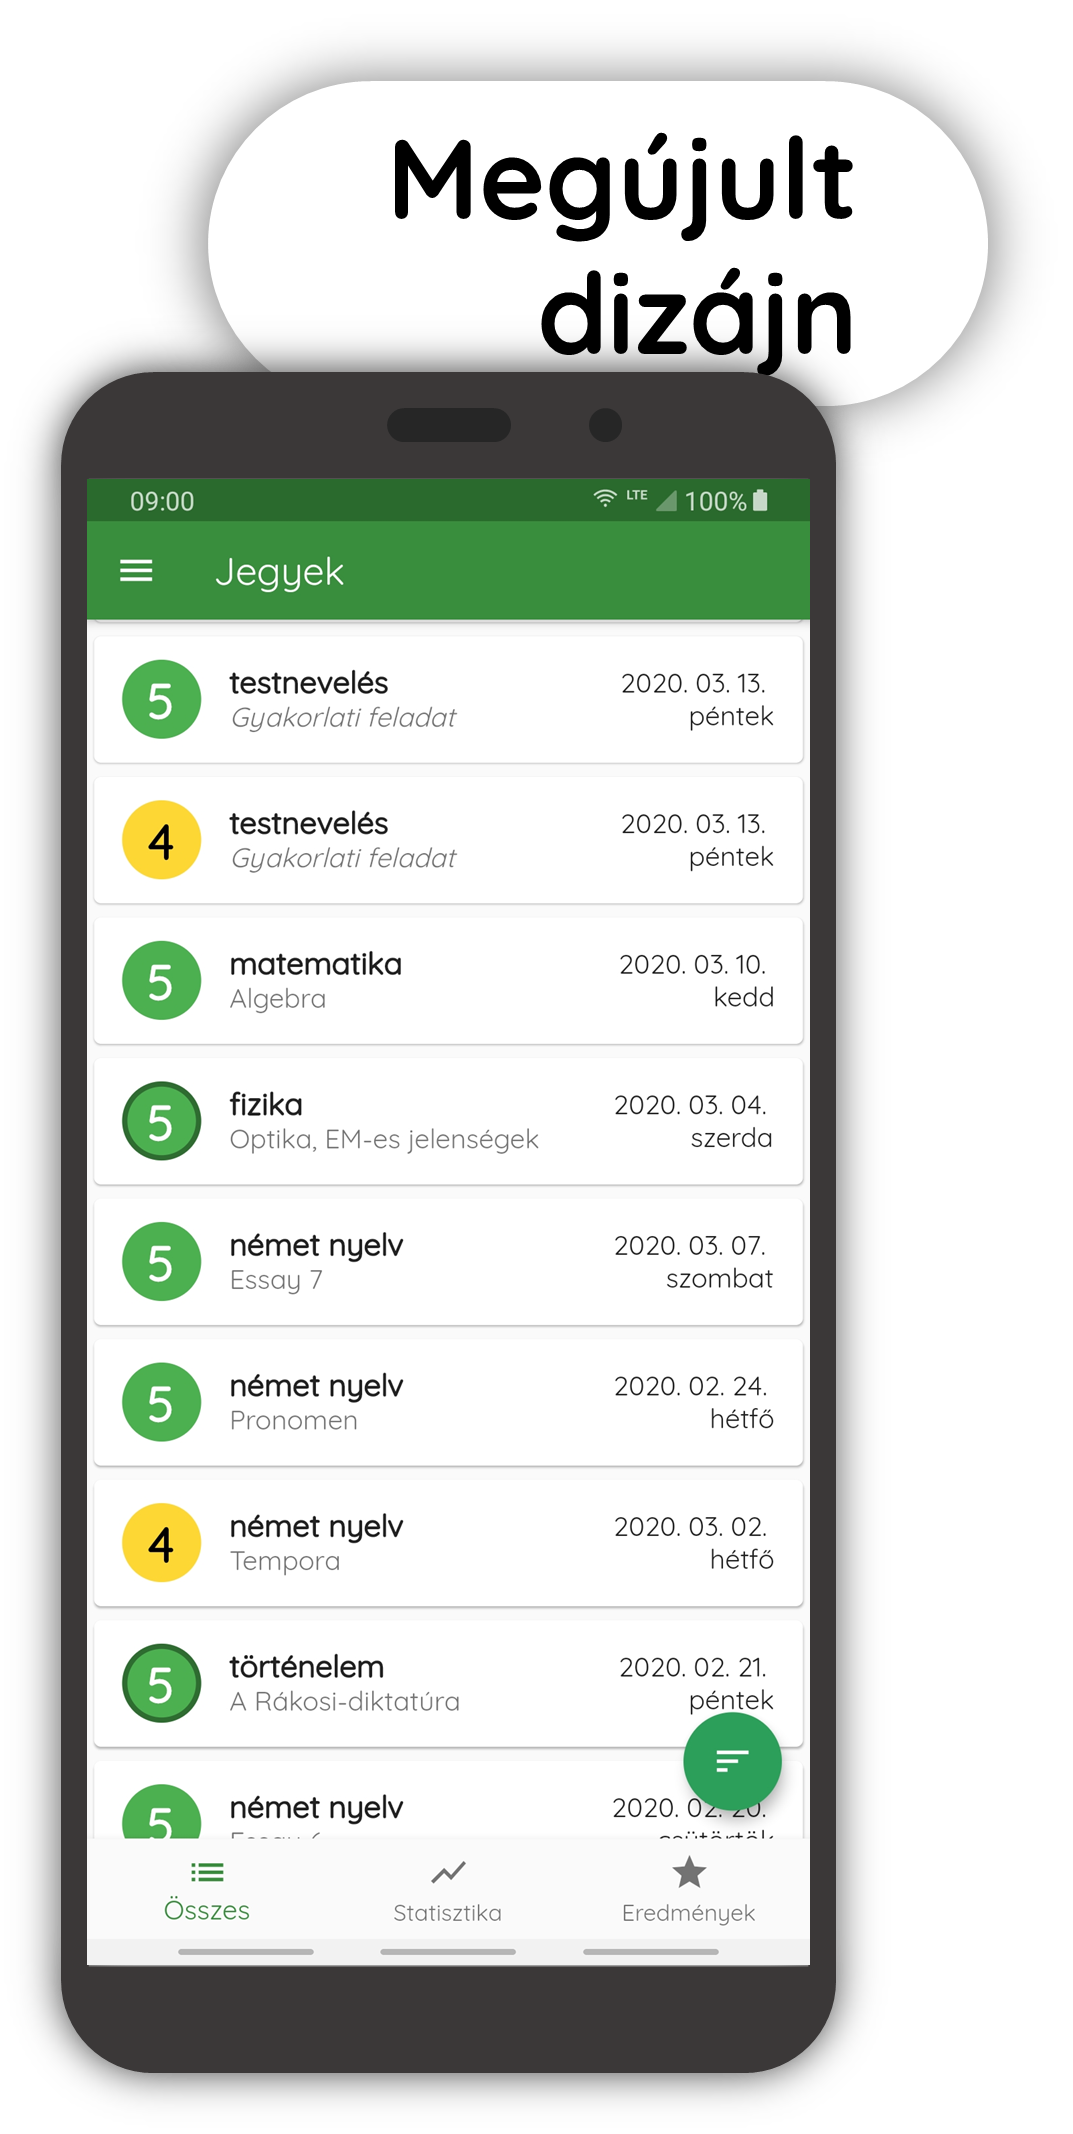 Megújult
dizájn
09:00 LTE 100%
Jegyek
5 testnevelés 2020. 03. 13.
Gyakorlati feladat péntek
4 testnevelés 2020. 03. 13.
Gyakorlati feladat péntek
5 matematika 2020. 03. 10.
Algebra kedd
5 fizika 2020. 03. 04.
Optika, EM-es jelenségek szerda
5 német nyelv 2020. 03. 07.
Essay 7 szombat
5 német nyelv 2020. 02. 24.
Pronomen hétfő
4 német nyelv 2020. 03. 02.
Tempora hétfő
5 történelem 2020. 02. 21.
A Rákosi-diktatúra péntek
5 német nyelv 2020. 02. 20.
Összes Statisztika Eredmények